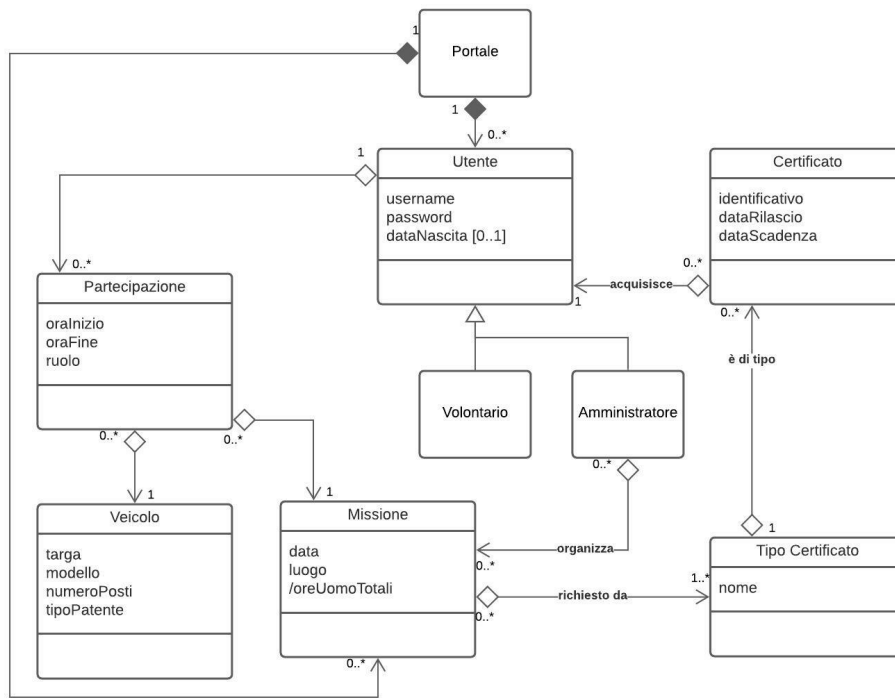 1
Portale
1
0..*
1
Utente
username
password
dataNascita [0..1]
Certificato
identificativo
dataRilascio
dataScadenza
0..*
Partecipazione
oraInizio
oraFine
ruolo
acquisisce
0..*
1
0..*
è di tipo
Volontario
Amministratore
0..*
0..*
0..*
1
1
Veicolo
targa
modello
numeroPosti
tipoPatente
Missione
data
luogo
/oreUomoTotali
organizza
0..*
1
Tipo Certificato
nome
richiesto da
1..*
0..*
0..*